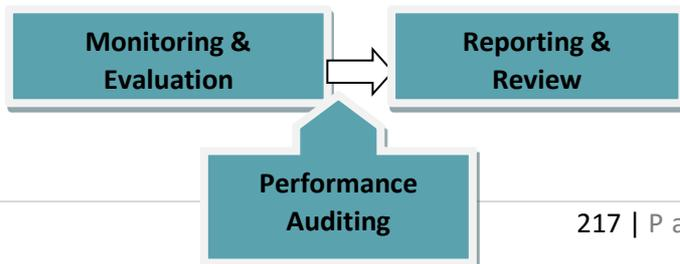 Monitoring &
Evaluation
Reporting &
Review
Performance
Auditing
217 | P a